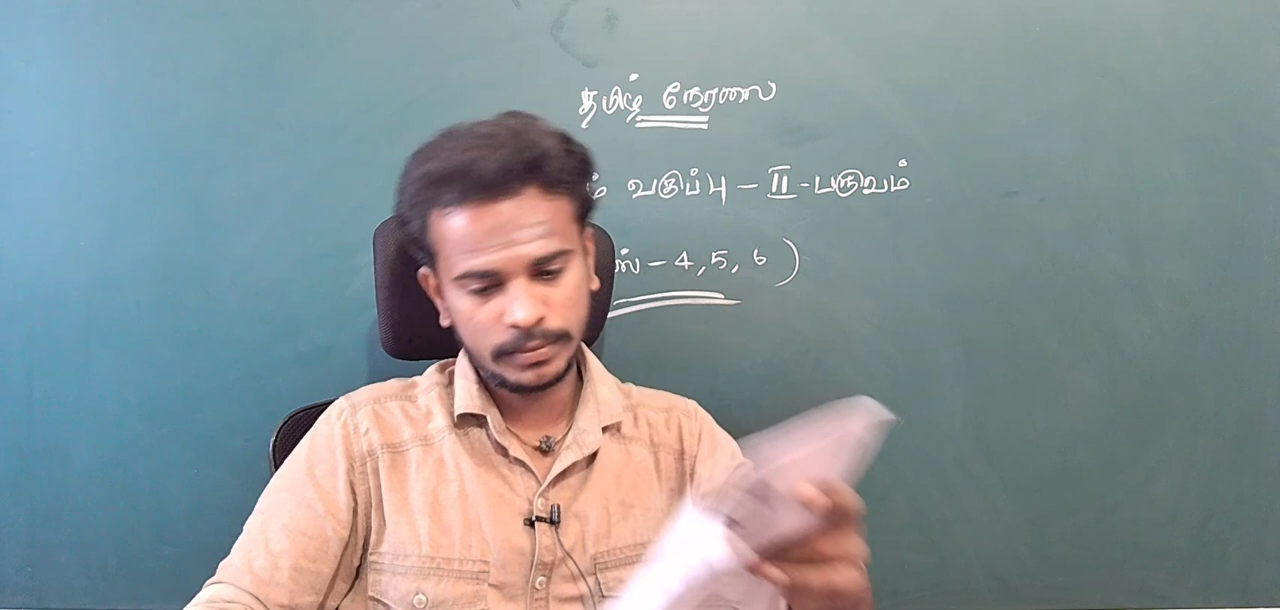 தமிழ் நேரலை
ம் வகுப்பு - II - பருவம்
ஸ் - 4, 5, 6 )